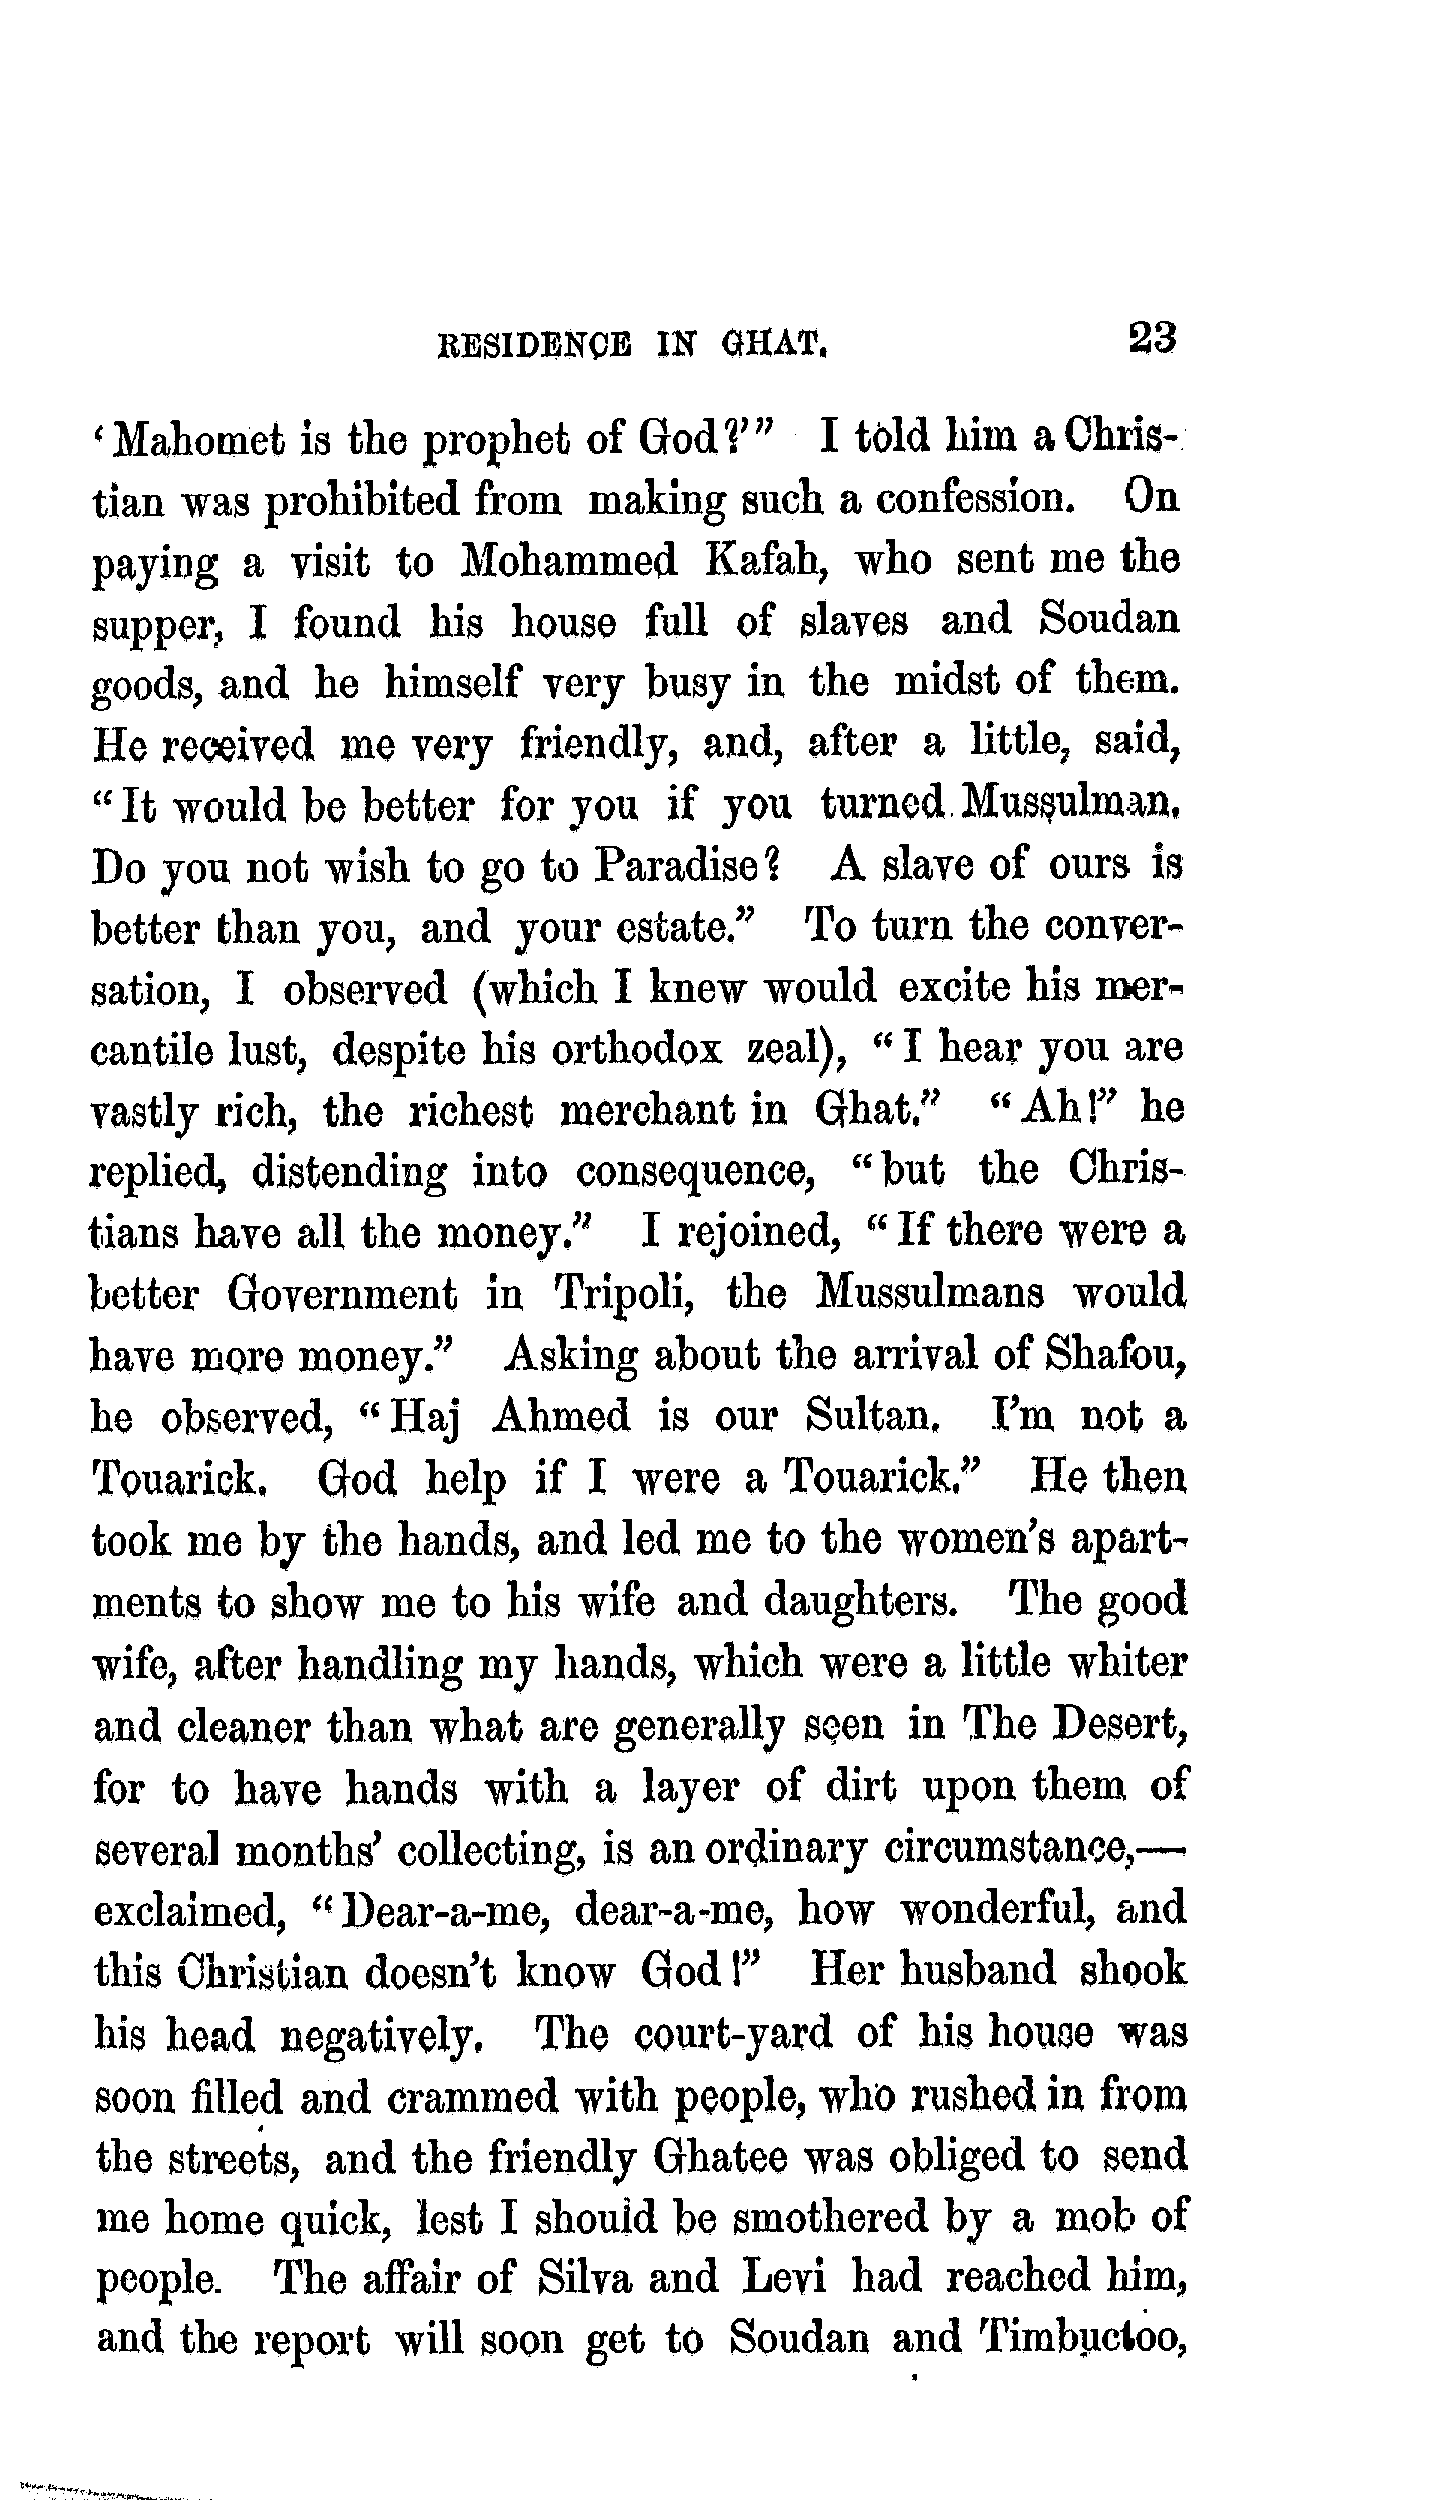 RESIDENCE IN GHAT. 23
‘Mahomet is the prophet of God?’” I told him a Chris-
tian was prohibited from making such a confession. On
paying a visit to Mohammed Kafah, who sent me the
supper, I found his house full of slaves and Soudan
goods, and he himself very busy in the midst of them.
He received me very friendly, and, after a little, said,
“It would be better for you if you turned Mussulman.
Do you not wish to go to Paradise? A slave of ours is
better than you, and your estate.” To turn the conver-
sation, I observed (which I knew would excite his mer-
cantile lust, despite his orthodox zeal), “I hear you are
vastly rich, the richest merchant in Ghat.” “Ah!” he
replied, distending into consequence, “but the Chris-
tians have all the money.” I rejoined, “If there were a
better Government in Tripoli, the Mussulmans would
have more money.” Asking about the arrival of Shafou,
he observed, “Haj Ahmed is our Sultan. I’m not a
Touarick. God help if I were a Touarick.” He then
took me by the hands, and led me to the women’s apart-
ments to show me to his wife and daughters. The good
wife, after handling my hands, which were a little whiter
and cleaner than what are generally seen in The Desert,
for to have hands with a layer of dirt upon them of
several months’ collecting, is an ordinary circumstance,—
exclaimed, “Dear-a-me, dear-a-me, how wonderful, and
this Christian doesn’t know God!” Her husband shook
his head negatively. The court-yard of his house was
soon filled and crammed with people, who rushed in from
the streets, and the friendly Ghatee was obliged to send
me home quick, lest I should be smothered by a mob of
people. The affair of Silva and Levi had reached him,
and the report will soon get to Soudan and Timbuctoo,